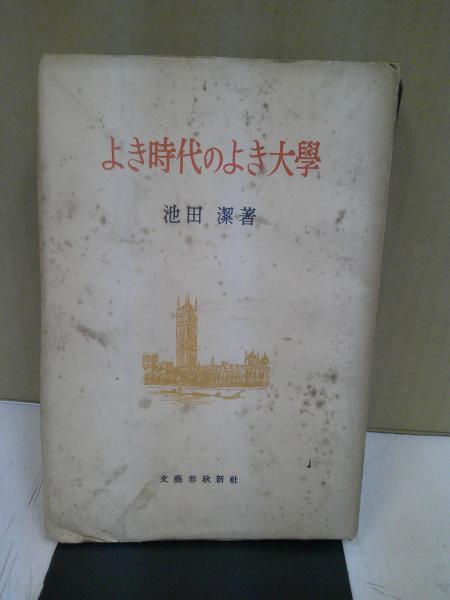 よき時代のよき大學
池田 潔著
文藝春秋新社